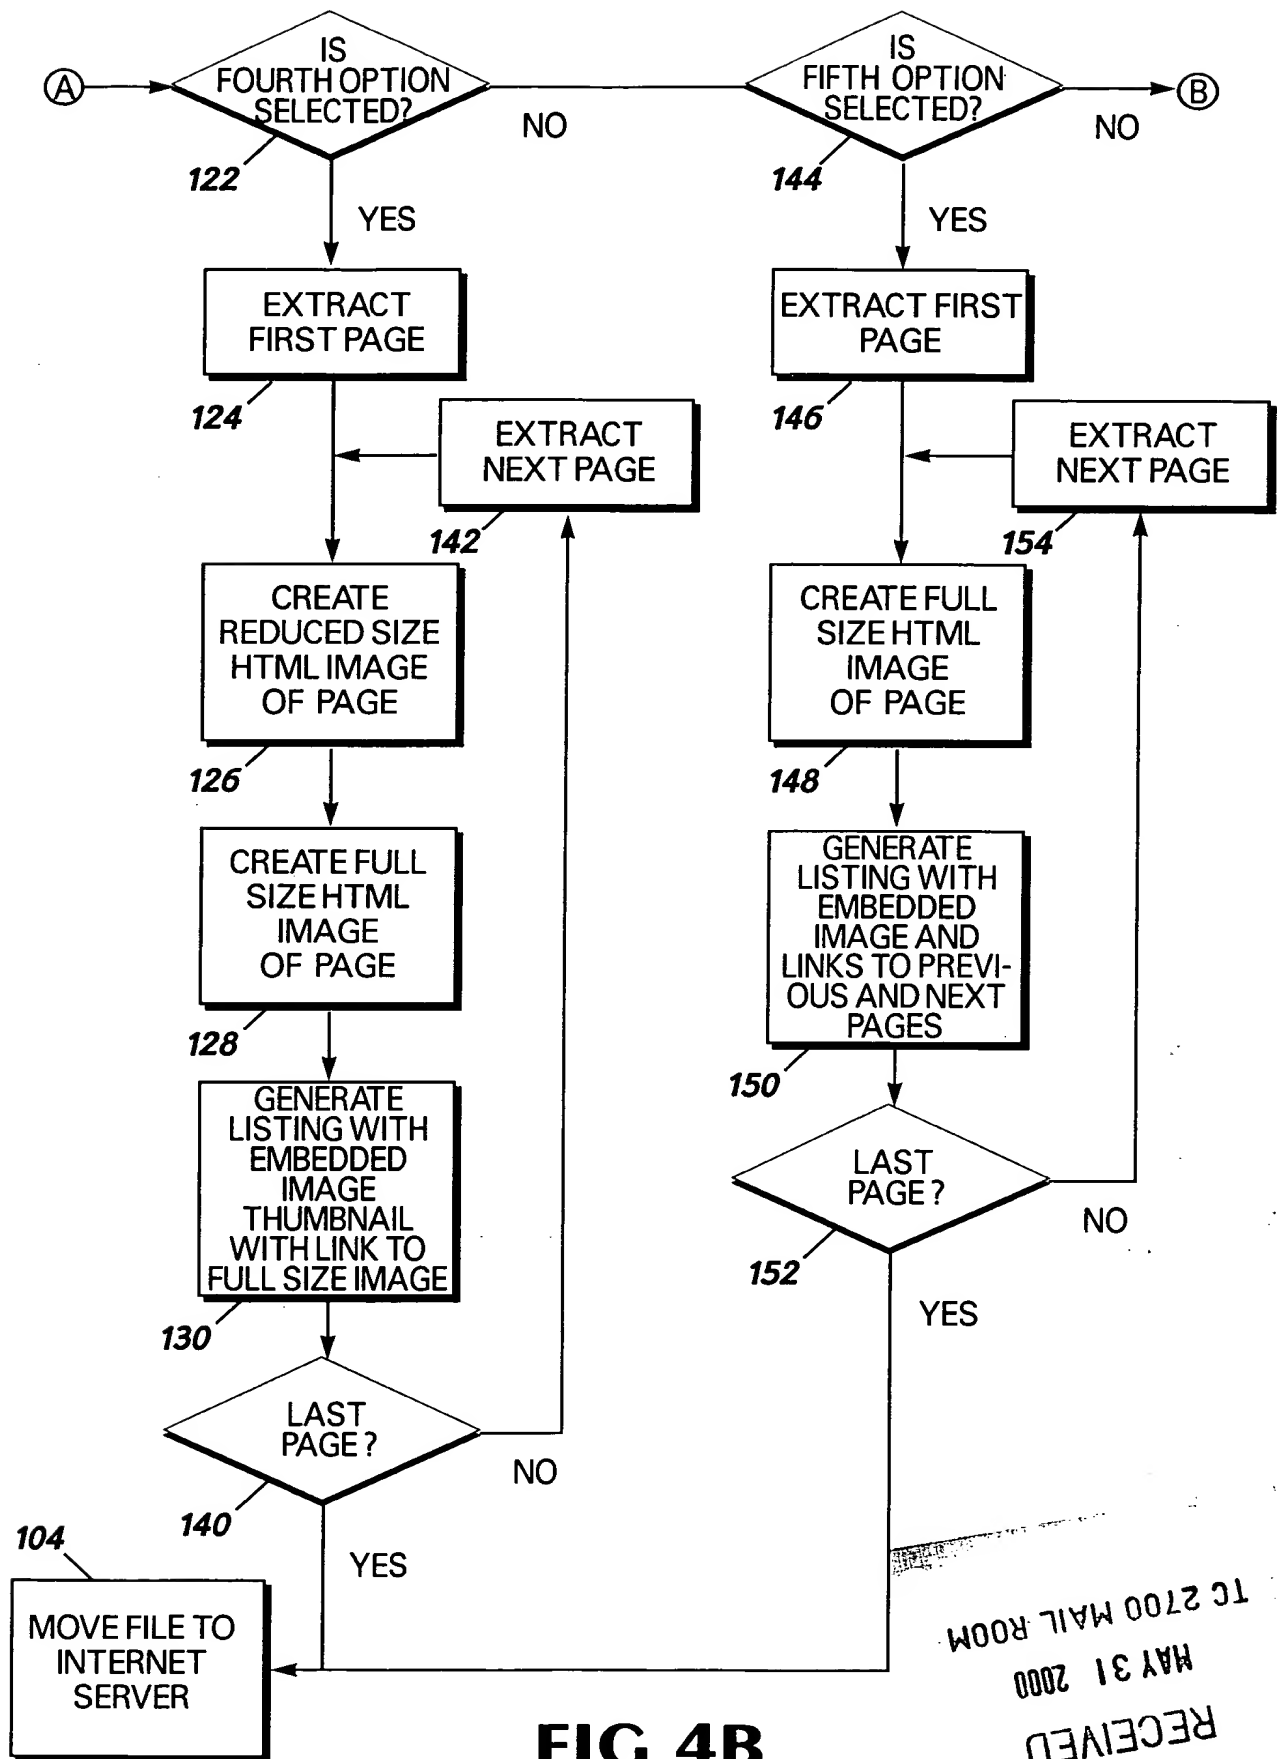 A
IS
FOURTH OPTION
SELECTED?
NO
122
YES
IS
FIFTH OPTION
SELECTED?
NO
144
YES
B
EXTRACT
FIRST PAGE
124
EXTRACT
NEXT PAGE
142
EXTRACT FIRST
PAGE
146
EXTRACT
NEXT PAGE
154
CREATE
REDUCED SIZE
HTML IMAGE
OF PAGE
126
CREATE FULL
SIZE HTML
IMAGE
OF PAGE
148
CREATE FULL
SIZE HTML
IMAGE
OF PAGE
128
GENERATE
LISTING WITH
EMBEDDED
IMAGE AND
LINKS TO PREVI-
OUS AND NEXT
PAGES
150
GENERATE
LISTING WITH
EMBEDDED
IMAGE
THUMBNAIL
WITH LINK TO
FULL SIZE IMAGE
130
LAST
PAGE?
NO
152
YES
LAST
PAGE?
NO
140
YES
104
MOVE FILE TO
INTERNET
SERVER
FIG 4B
RECEIVED
MAY 31 2000
TC 2700 MAIL ROOM